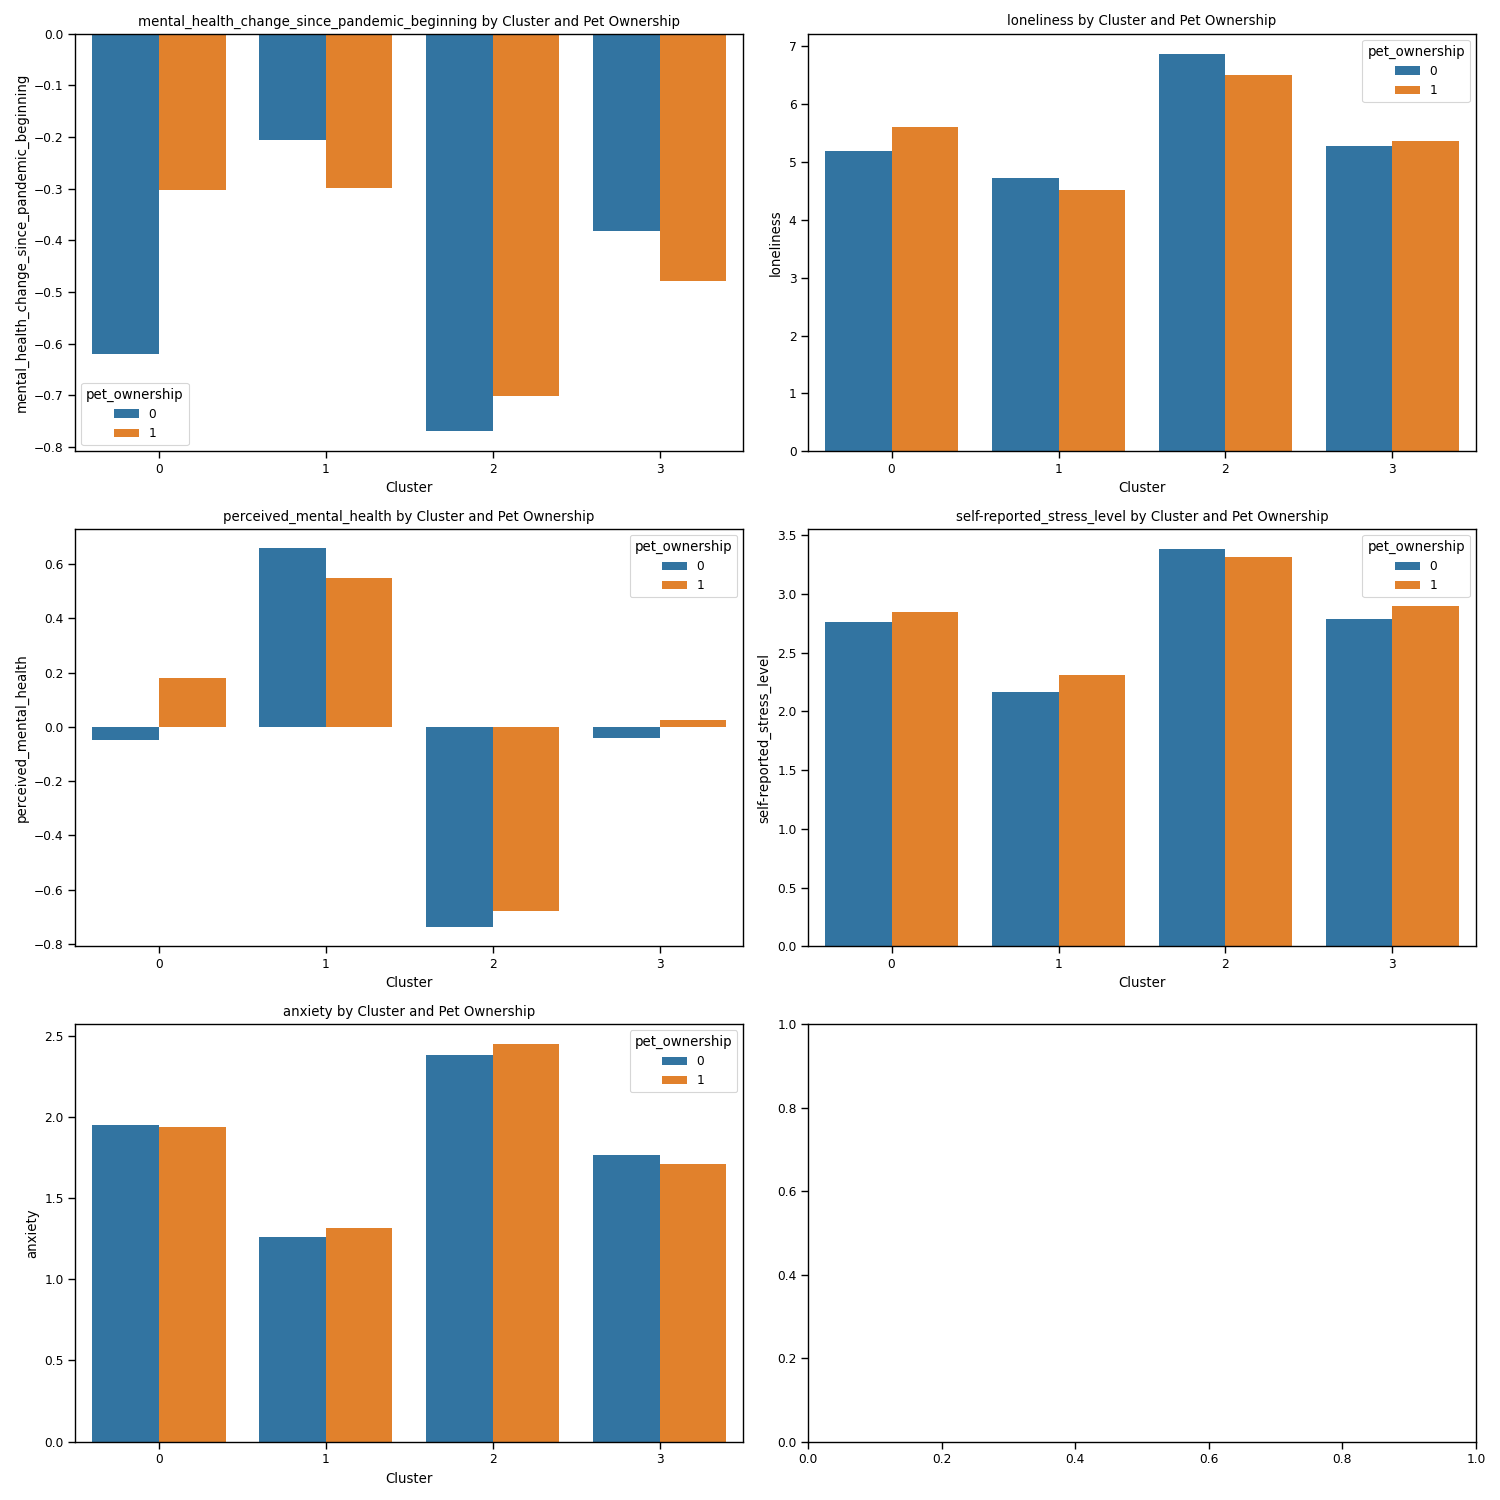 mental_health_change_since_pandemic_beginning by Cluster and Pet Ownership
mental_health_change_since_pandemic_beginning
0.0
−0.1
−0.2
−0.3
−0.4
−0.5
−0.6
−0.7
−0.8
pet_ownership
0
1
0 1 2 3
Cluster
loneliness by Cluster and Pet Ownership
loneliness
7
6
5
4
3
2
1
0
pet_ownership
0
1
0 1 2 3
Cluster
perceived_mental_health by Cluster and Pet Ownership
perceived_mental_health
0.6
0.4
0.2
0.0
−0.2
−0.4
−0.6
−0.8
pet_ownership
0
1
0 1 2 3
Cluster
self-reported_stress_level by Cluster and Pet Ownership
self-reported_stress_level
3.5
3.0
2.5
2.0
1.5
1.0
0.5
0.0
pet_ownership
0
1
0 1 2 3
Cluster
anxiety by Cluster and Pet Ownership
anxiety
2.5
2.0
1.5
1.0
0.5
0.0
pet_ownership
0
1
0 1 2 3
Cluster
1.0
0.8
0.6
0.4
0.2
0.0
0.0 0.2 0.4 0.6 0.8 1.0